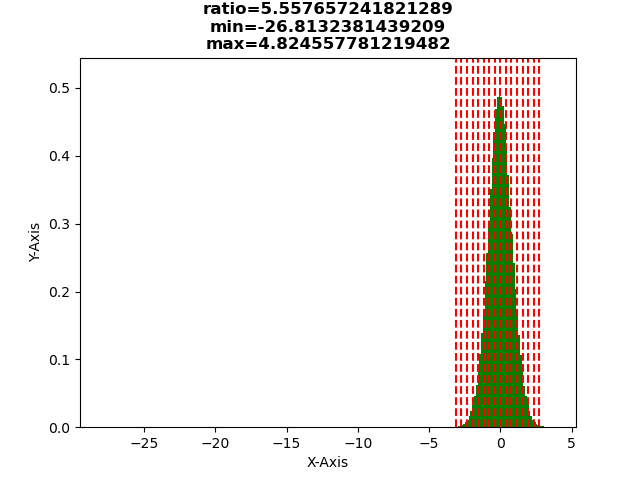 ratio=5.557657241821289
min=-26.8132381439209
max=4.824557781219482
0.5
0.4
0.3
0.2
0.1
0.0
Y-Axis
−25 −20 −15 −10 −5 0 5
X-Axis